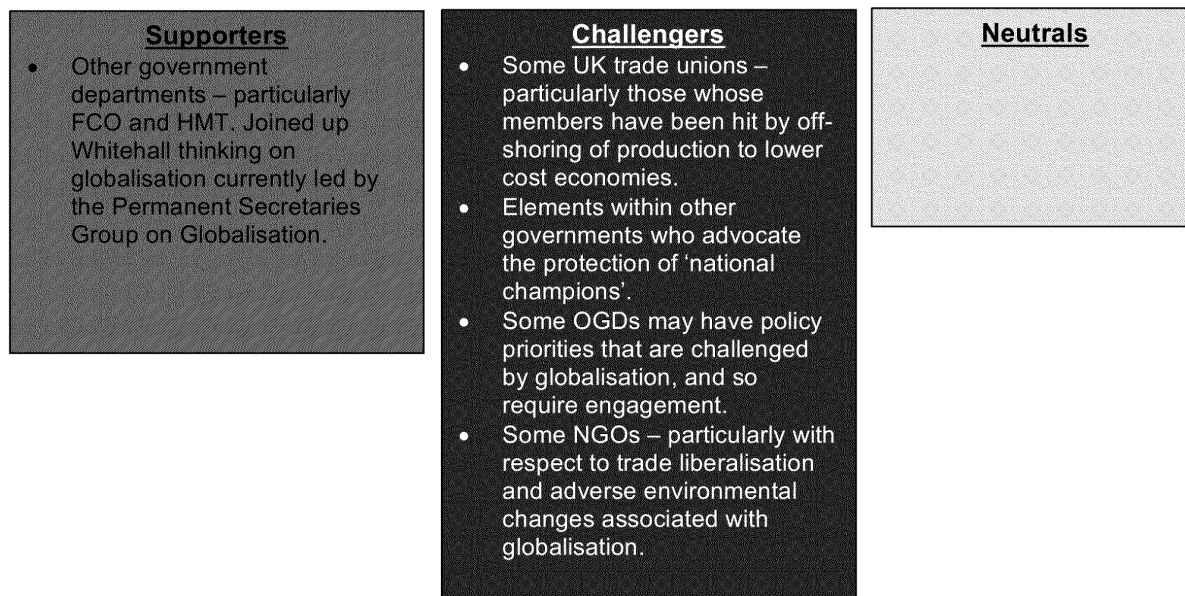 Supporters
• Other government
departments – particularly
FCO and HMT. Joined up
Whitehall thinking on
globalisation currently led by
the Permanent Secretaries
Group on Globalisation.
Challengers
• Some UK trade unions –
particularly those whose
members have been hit by off-
shoring of production to lower
cost economies.
• Elements within other
governments who advocate
the protection of ‘national
champions’.
• Some OGDs may have policy
priorities that are challenged
by globalisation, and so
require engagement.
• Some NGOs – particularly with
respect to trade liberalisation
and adverse environmental
changes associated with
globalisation.
Neutrals